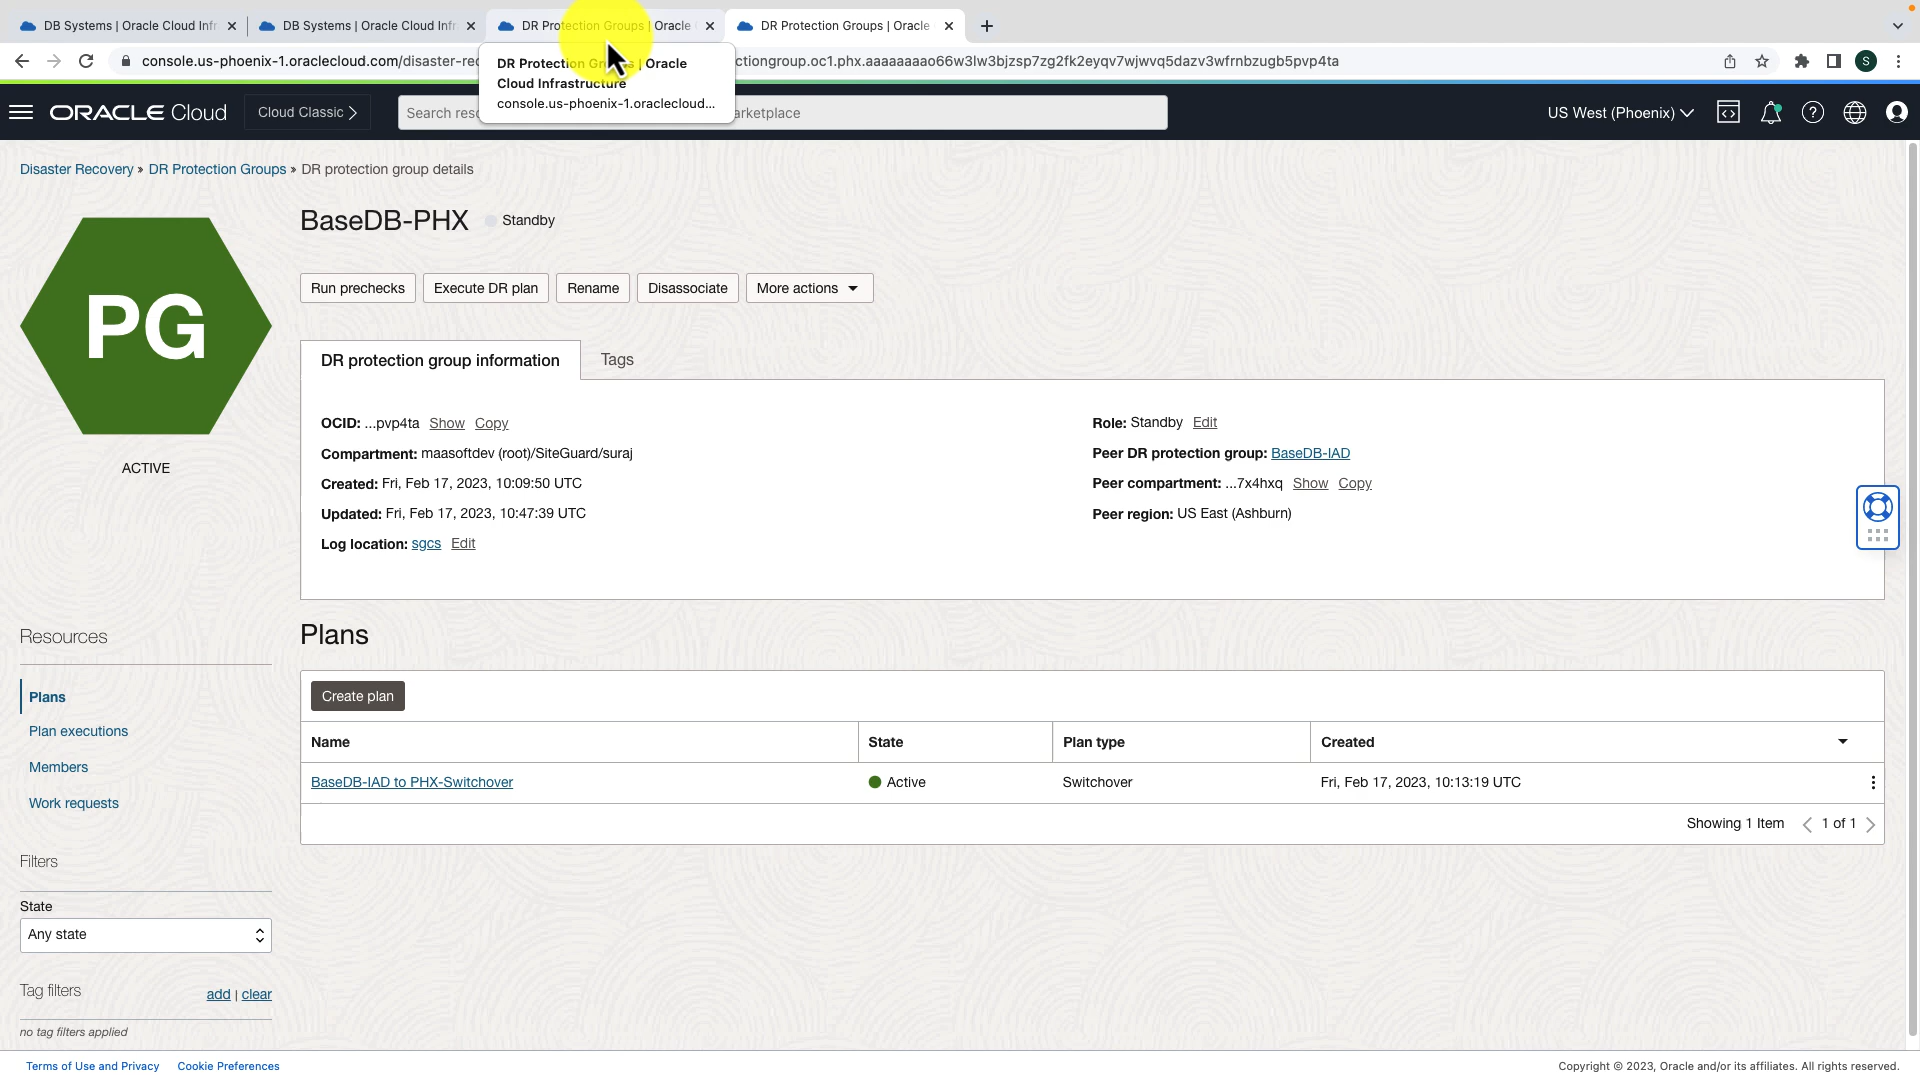 DB Systems | Oracle Cloud Infr
DB Systems | Oracle Cloud Infr
DR Protection Groups | Oracle
DR Protection Groups | Oracle
console.us-phoenix-1.oraclecloud.com/disaster-rec
ctiongroup.oc1.phx.aaaaaaaao66w3lw3bjzsp7zg2fk2eyqv7wjwvq5dazv3wfrnbzugb5pvp4ta
S
DR Protection Groups | Oracle
Cloud Infrastructure
console.us-phoenix-1.oraclecloud...
ORACLE Cloud
Cloud Classic
Search reso
arketplace
US West (Phoenix)
Disaster Recovery » DR Protection Groups » DR protection group details
PG
ACTIVE
BaseDB-PHX
Standby
Run prechecks
Execute DR plan
Rename
Disassociate
More actions
DR protection group information
Tags
OCID: ...pvp4ta Show Copy
Compartment: maasoftdev (root)/SiteGuard/suraj
Created: Fri, Feb 17, 2023, 10:09:50 UTC
Updated: Fri, Feb 17, 2023, 10:47:39 UTC
Log location: sgcs Edit
Role: Standby Edit
Peer DR protection group: BaseDB-IAD
Peer compartment: ...7x4hxq Show Copy
Peer region: US East (Ashburn)
Resources
Plans
Plan executions
Members
Work requests
Filters
State
Any state
Tag filters
add | clear
no tag filters applied
Plans
Create plan
Name State Plan type Created
BaseDB-IAD to PHX-Switchover Active Switchover Fri, Feb 17, 2023, 10:13:19 UTC
Showing 1 Item
1 of 1
Terms of Use and Privacy
Cookie Preferences
Copyright © 2023, Oracle and/or its affiliates. All rights reserved.